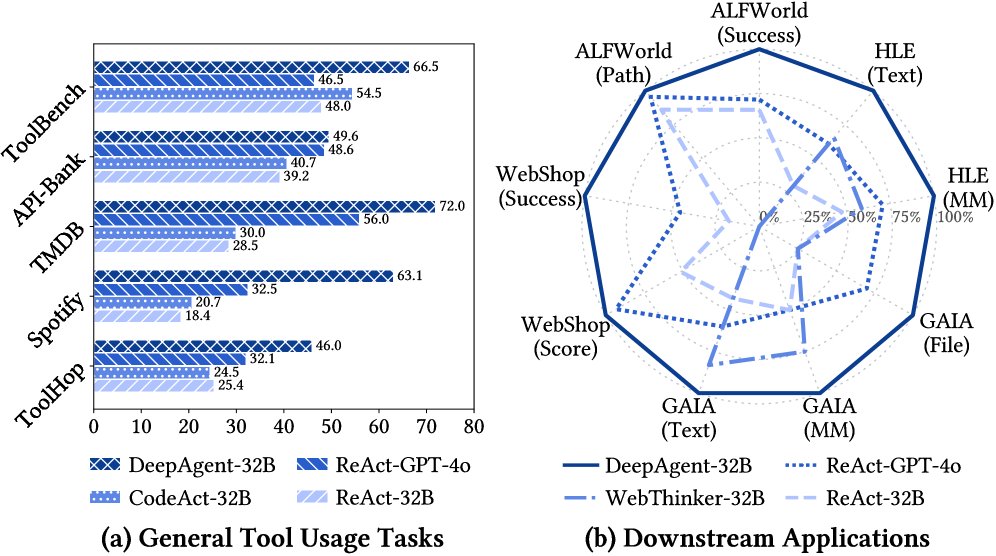 ToolBench
66.5
46.5
54.5
48.0
API-Bank
49.6
48.6
40.7
39.2
TMDB
72.0
56.0
30.0
28.5
Spotify
63.1
32.5
20.7
18.4
ToolHop
46.0
32.1
24.5
25.4
0 10 20 30 40 50 60 70 80
DeepAgent-32B ReAct-GPT-4o
CodeAct-32B ReAct-32B
(a) General Tool Usage Tasks
ALFWorld
(Success)
HLE
(Text)
HLE
(MM)
GAIA
(File)
GAIA
(MM)
GAIA
(Text)
WebShop
(Score)
WebShop
(Success)
ALFWorld
(Path)
0% 25% 50% 75% 100%
DeepAgent-32B ReAct-GPT-4o
WebThinker-32B ReAct-32B
(b) Downstream Applications